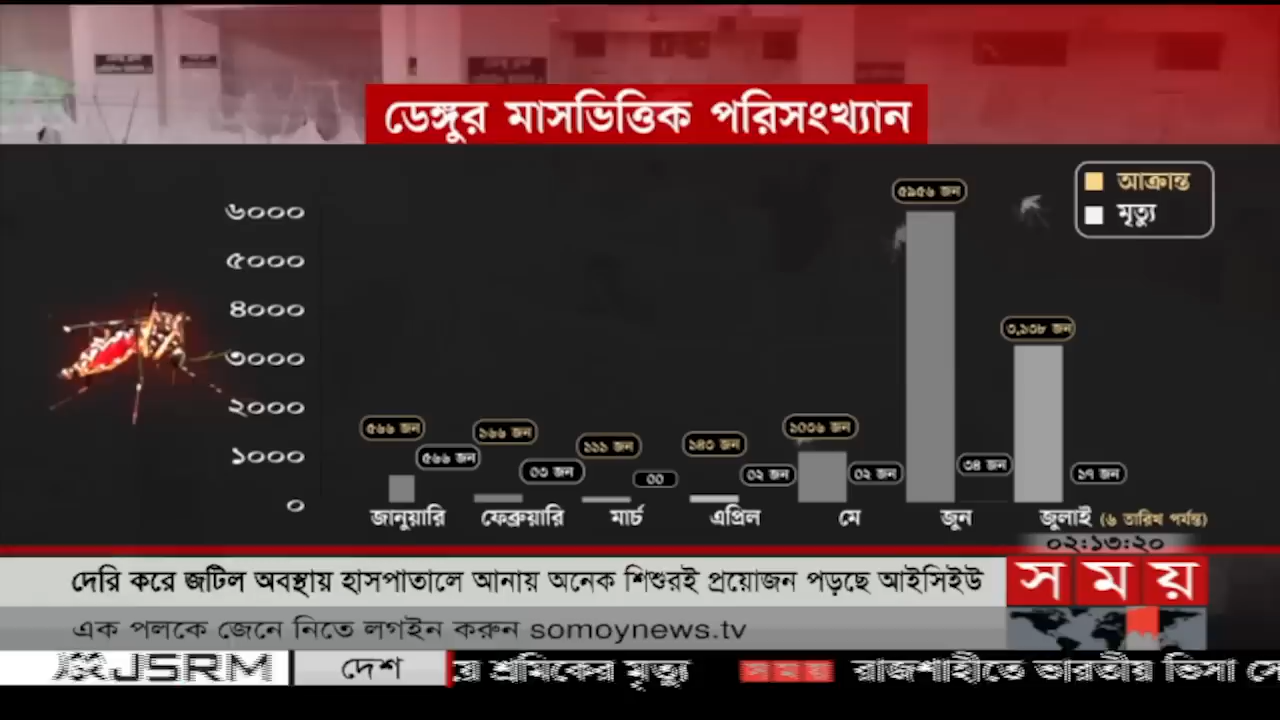 ডেঙ্গুর মাসভিত্তিক পরিসংখ্যান
আক্রান্ত
মৃত্যু
৬০০০
৫০০০
৪০০০
৩০০০
২০০০
১০০০
০
৫৬৬ জন
৫৬৬ জন
১৬৬ জন
০৩ জন
১১১ জন
০০
১৪৩ জন
০২ জন
১০৩৬ জন
০২ জন
৫৯৫৬ জন
৩৪ জন
৩,১৩৮ জন
১৭ জন
জানুয়ারি ফেব্রুয়ারি মার্চ এপ্রিল মে জুন জুলাই (৬ তারিখ পর্যন্ত)
০২:১৩:২০
দেরি করে জটিল অবস্থায় হাসপাতালে আনায় অনেক শিশুরই প্রয়োজন পড়ছে আইসিইউ
সময়
এক পলকে জেনে নিতে লগইন করুন somoynews.tv
JSRM দেশ শ্রমিকের মৃত্যু সময় রাজশাহীতে ভারতীয় ভিসা